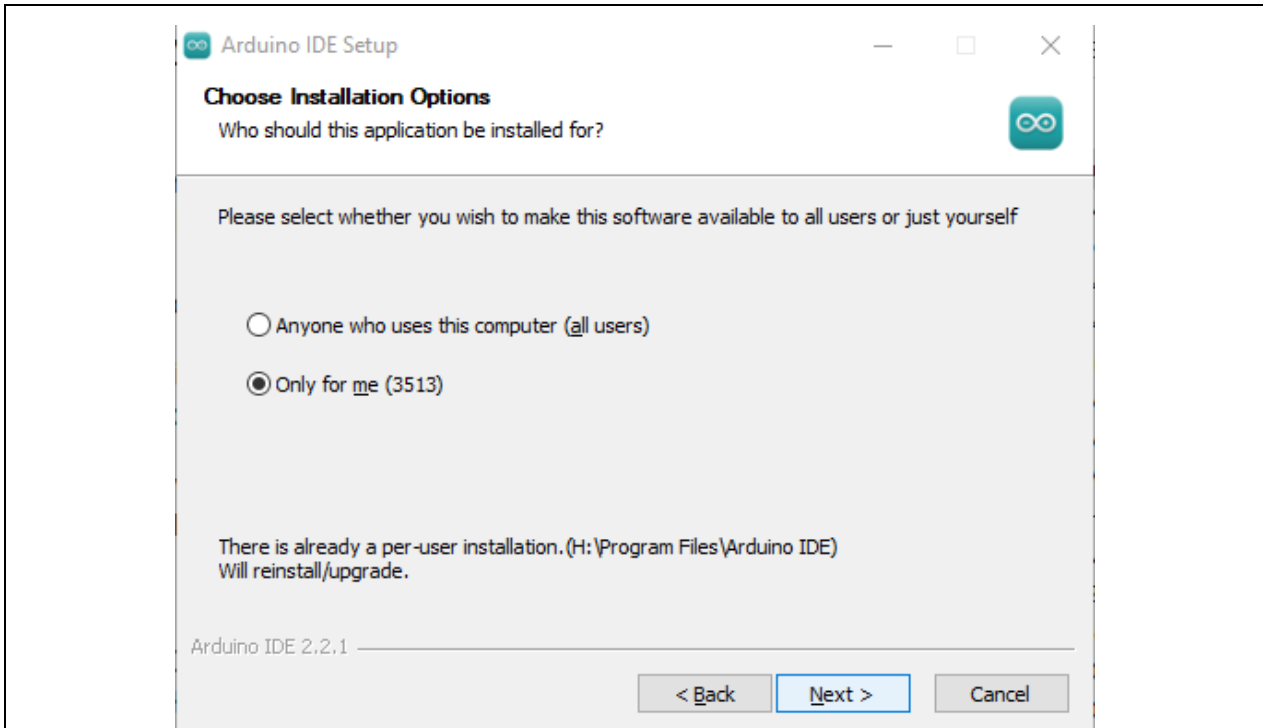 Arduino IDE Setup
Choose Installation Options
Who should this application be installed for?
Please select whether you wish to make this software available to all users or just yourself
Anyone who uses this computer (all users)
Only for me (3513)
There is already a per-user installation.(H:\Program Files\Arduino IDE)
Will reinstall/upgrade.
Arduino IDE 2.2.1
< Back Next > Cancel